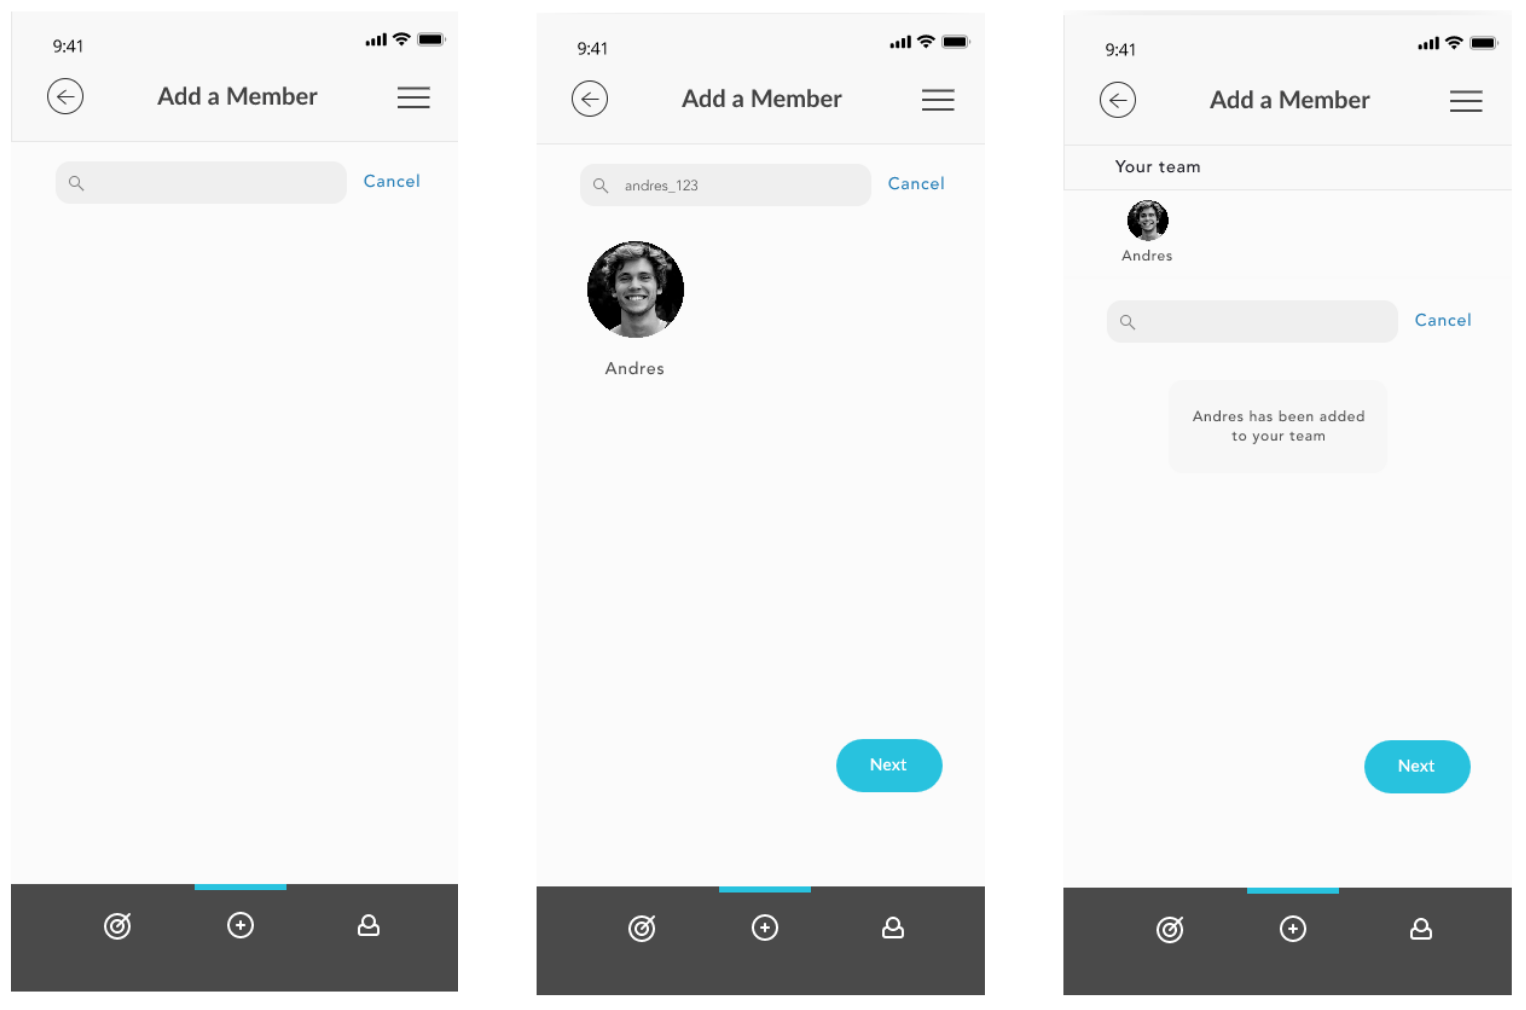 9:41
Add a Member
Cancel
9:41
Add a Member
andres_123
Cancel
Andres
Next
9:41
Add a Member
Your team
Andres
Cancel
Andres has been added
to your team
Next